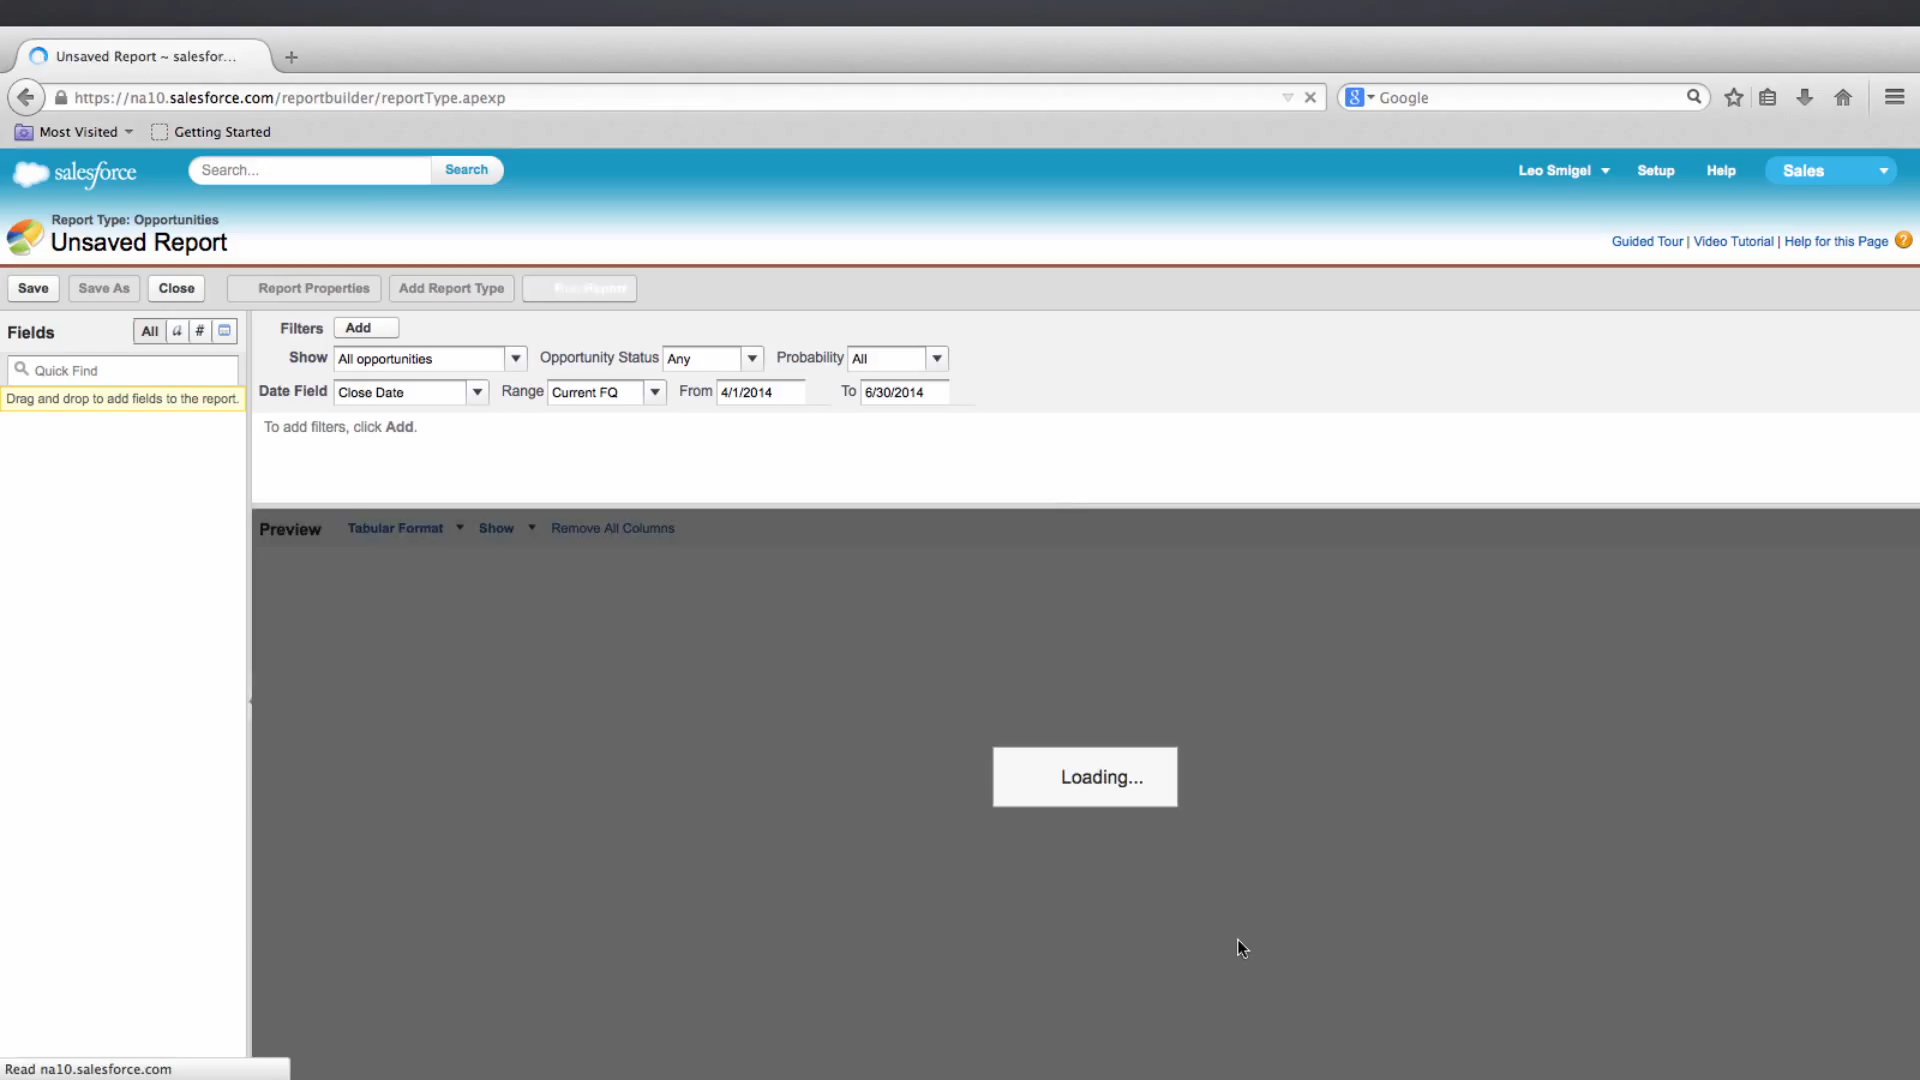 Unsaved Report ~ salesfor...
https://na10.salesforce.com/reportbuilder/reportType.apexp
Google
Most Visited
Getting Started
salesforce
Search...
Search
Leo Smigel
Setup
Help
Sales
Report Type: Opportunities
Unsaved Report
Guided Tour | Video Tutorial | Help for this Page ?
Save
Save As
Close
Report Properties
Add Report Type
Run Report
Fields
All a #
Filters
Add
Show All opportunities Opportunity Status Any Probability All
Quick Find
Date Field Close Date Range Current FQ From 4/1/2014 To 6/30/2014
Drag and drop to add fields to the report.
To add filters, click Add.
Preview Tabular Format Show Remove All Columns
Loading...
Read na10.salesforce.com